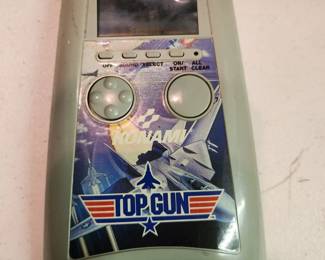 OFF SOUND SELECT ON/ START ALL CLEAR
KONAMI
TOP GUN